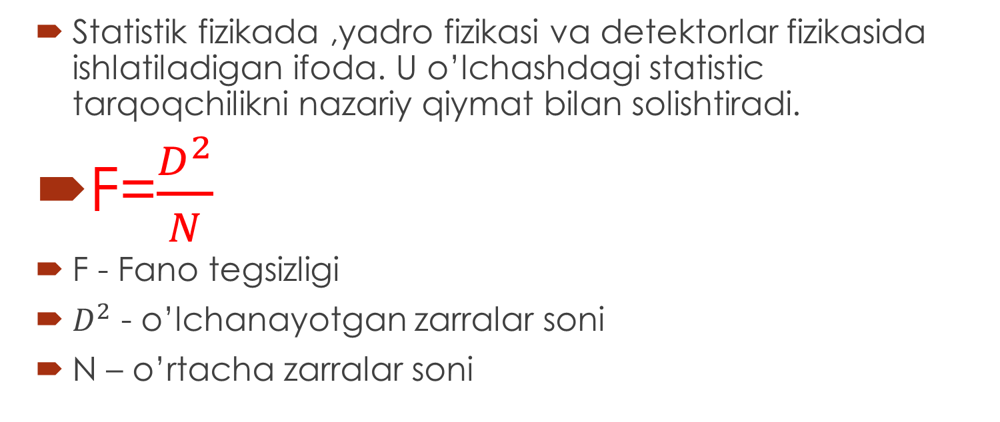 Statistik fizikada ,yadro fizikasi va detektorlar fizikasida
ishlatiladigan ifoda. U o’lchashdagi statistic
tarqoqchilikni nazariy qiymat bilan solishtiradi.
F=\frac{D^2}{N}
F - Fano tegsizligi
D² - o’lchanayotgan zarralar soni
N – o’rtacha zarralar soni